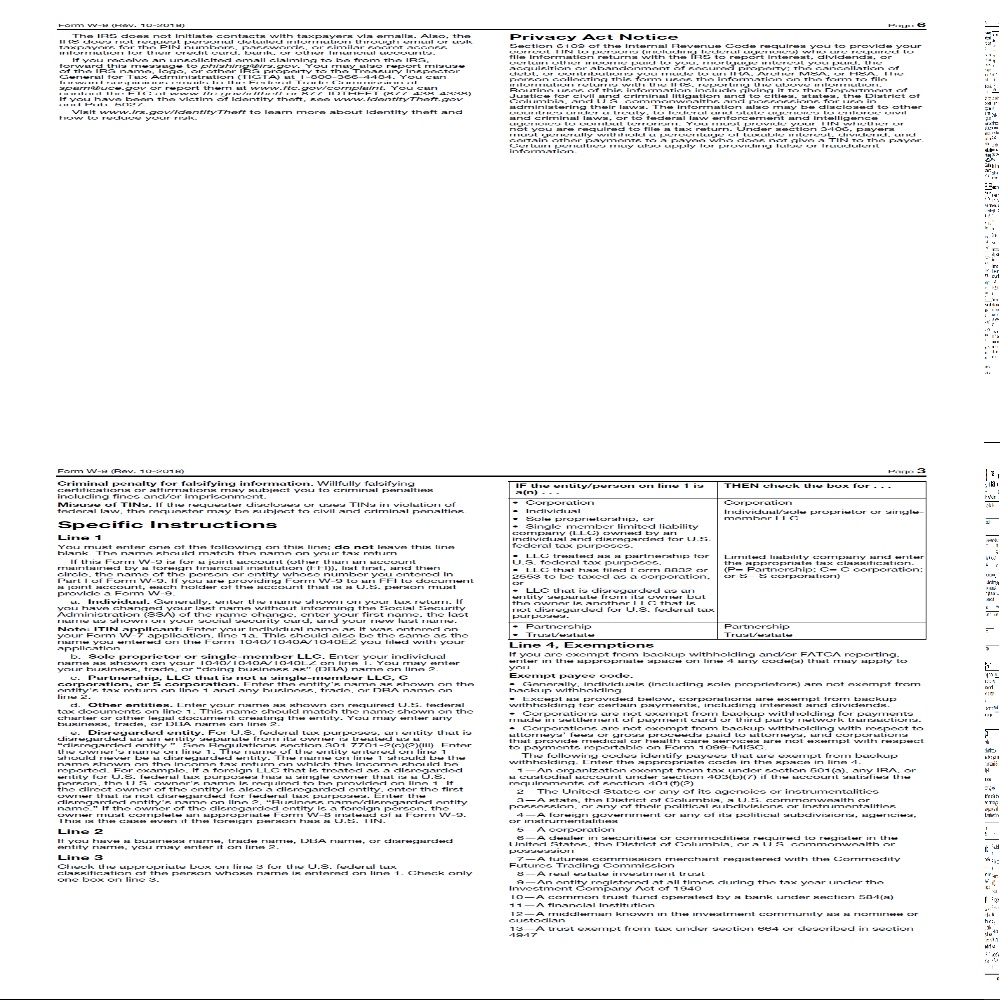 Form W-9 (Rev. 10-2018)
Page 6
The IRS does not initiate contacts with taxpayers via emails. Also, the
IRS does not request personal detailed information through email or ask
taxpayers for the PIN numbers, passwords, or similar secret access
information for their credit card, bank, or other financial accounts.
If you receive an unsolicited email claiming to be from the IRS,
forward this message to phishing@irs.gov. You may also report misuse
of the IRS name, logo, or other IRS property to the Treasury Inspector
General for Tax Administration (TIGTA) at 1-800-366-4484. You can
forward suspicious emails to the Federal Trade Commission at
spam@uce.gov or report them at www.ftc.gov/complaint. You can
contact the FTC at www.ftc.gov/idtheft or 877-IDTHEFT (877-438-4338).
If you have been the victim of identity theft, see www.IdentityTheft.gov
and Pub. 5027.
Visit www.irs.gov/IdentityTheft to learn more about identity theft and
how to reduce your risk.
Privacy Act Notice
Section 6109 of the Internal Revenue Code requires you to provide your
correct TIN to persons (including federal agencies) who are required to
file information returns with the IRS to report interest, dividends, or
certain other income paid to you; mortgage interest you paid; the
acquisition or abandonment of secured property; the cancellation of
debt; or contributions you made to an IRA, Archer MSA, or HSA. The
person collecting this form uses the information on the form to file
information returns with the IRS, reporting the above information.
Routine uses of this information include giving it to the Department of
Justice for civil and criminal litigation and to cities, states, the District of
Columbia, and U.S. commonwealths and possessions for use in
administering their laws. The information also may be disclosed to other
countries under a treaty, to federal and state agencies to enforce civil
and criminal laws, or to federal law enforcement and intelligence
agencies to combat terrorism. You must provide your TIN whether or
not you are required to file a tax return. Under section 3406, payers
must generally withhold a percentage of taxable interest, dividend, and
certain other payments to a payee who does not give a TIN to the payer.
Certain penalties may also apply for providing false or fraudulent
information.
Form W-9 (Rev. 10-2018)
Page 3
Criminal penalty for falsifying information. Willfully falsifying
certifications or affirmations may subject you to criminal penalties
including fines and/or imprisonment.
Misuse of TINs. If the requester discloses or uses TINs in violation of
federal law, the requester may be subject to civil and criminal penalties.
Specific Instructions
Line 1
You must enter one of the following on this line; do not leave this line
blank. The name should match the name on your tax return.
If this Form W-9 is for a joint account (other than an account
maintained by a foreign financial institution (FFI)), list first, and then
circle, the name of the person or entity whose number you entered in
Part I of Form W-9. If you are providing Form W-9 to an FFI to document
a joint account, each holder of the account that is a U.S. person must
provide a Form W-9.
a. Individual. Generally, enter the name shown on your tax return. If
you have changed your last name without informing the Social Security
Administration (SSA) of the name change, enter your first name, the last
name as shown on your social security card, and your new last name.
Note. ITIN applicant: Enter your individual name as it was entered on
your Form W-7 application, line 1a. This should also be the same as the
name you entered on the Form 1040/1040A/1040EZ you filed with your
application.
b. Sole proprietor or single-member LLC. Enter your individual
name as shown on your 1040/1040A/1040EZ on line 1. You may enter
your business, trade, or "doing business as" (DBA) name on line 2.
c. Partnership, LLC that is not a single-member LLC, C
corporation, or S corporation. Enter the entity's name as shown on the
entity's tax return on line 1 and any business, trade, or DBA name on
line 2.
d. Other entities. Enter your name as shown on required U.S. federal
tax documents on line 1. This name should match the name shown on the
charter or other legal document creating the entity. You may enter any
business, trade, or DBA name on line 2.
e. Disregarded entity. For U.S. federal tax purposes, an entity that is
disregarded as an entity separate from its owner is treated as a
"disregarded entity." See Regulations section 301.7701-2(c)(2)(iii). Enter
the owner's name on line 1. The name of the entity entered on line 1
should never be a disregarded entity. The name on line 1 should be the
name shown on the income tax return on which the income should be
reported. For example, if a foreign LLC that is treated as a disregarded
entity for U.S. federal tax purposes has a single owner that is a U.S.
person, the U.S. owner's name is required to be provided on line 1. If
the direct owner of the entity is also a disregarded entity, enter the first
owner that is not disregarded for federal tax purposes. Enter the
disregarded entity's name on line 2, "Business name/disregarded entity
name." If the owner of the disregarded entity is a foreign person, the
owner must complete an appropriate Form W-8 instead of a Form W-9.
This is the case even if the foreign person has a U.S. TIN.
Line 2
If you have a business name, trade name, DBA name, or disregarded
entity name, you may enter it on line 2.
Line 3
Check the appropriate box on line 3 for the U.S. federal tax
classification of the person whose name is entered on line 1. Check only
one box on line 3.
IF the entity/person on line 1 is
a(n) . . .
THEN check the box for . . .
• Corporation
Corporation
• Individual
• Sole proprietorship, or
• Single-member limited liability
company (LLC) owned by an
individual and disregarded for U.S.
federal tax purposes.
Individual/sole proprietor or single-
member LLC
• LLC treated as a partnership for
U.S. federal tax purposes,
• LLC that has filed Form 8832 or
2553 to be taxed as a corporation,
or
• LLC that is disregarded as an
entity separate from its owner but
the owner is another LLC that is
not disregarded for U.S. federal tax
purposes.
Limited liability company and enter
the appropriate tax classification.
(P= Partnership; C= C corporation;
or S= S corporation)
• Partnership
Partnership
• Trust/estate
Trust/estate
Line 4, Exemptions
If you are exempt from backup withholding and/or FATCA reporting,
enter in the appropriate space on line 4 any code(s) that may apply to
you.
Exempt payee code.
• Generally, individuals (including sole proprietors) are not exempt from
backup withholding.
• Except as provided below, corporations are exempt from backup
withholding for certain payments, including interest and dividends.
• Corporations are not exempt from backup withholding for payments
made in settlement of payment card or third party network transactions.
• Corporations are not exempt from backup withholding with respect to
attorneys' fees or gross proceeds paid to attorneys, and corporations
that provide medical or health care services are not exempt with respect
to payments reportable on Form 1099-MISC.
The following codes identify payees that are exempt from backup
withholding. Enter the appropriate code in the space in line 4.
1—An organization exempt from tax under section 501(a), any IRA, or
a custodial account under section 403(b)(7) if the account satisfies the
requirements of section 401(f)(2)
2—The United States or any of its agencies or instrumentalities
3—A state, the District of Columbia, a U.S. commonwealth or
possession, or any of their political subdivisions or instrumentalities
4—A foreign government or any of its political subdivisions, agencies,
or instrumentalities
5—A corporation
6—A dealer in securities or commodities required to register in the
United States, the District of Columbia, or a U.S. commonwealth or
possession
7—A futures commission merchant registered with the Commodity
Futures Trading Commission
8—A real estate investment trust
9—An entity registered at all times during the tax year under the
Investment Company Act of 1940
10—A common trust fund operated by a bank under section 584(a)
11—A financial institution
12—A middleman known in the investment community as a nominee or
custodian
13—A trust exempt from tax under section 664 or described in section
4947